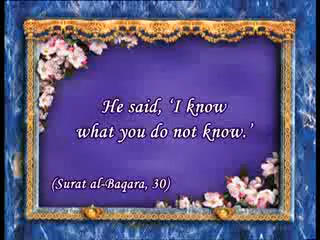 He said, ‘I know
what you do not know.’
(Surat al-Baqara, 30)